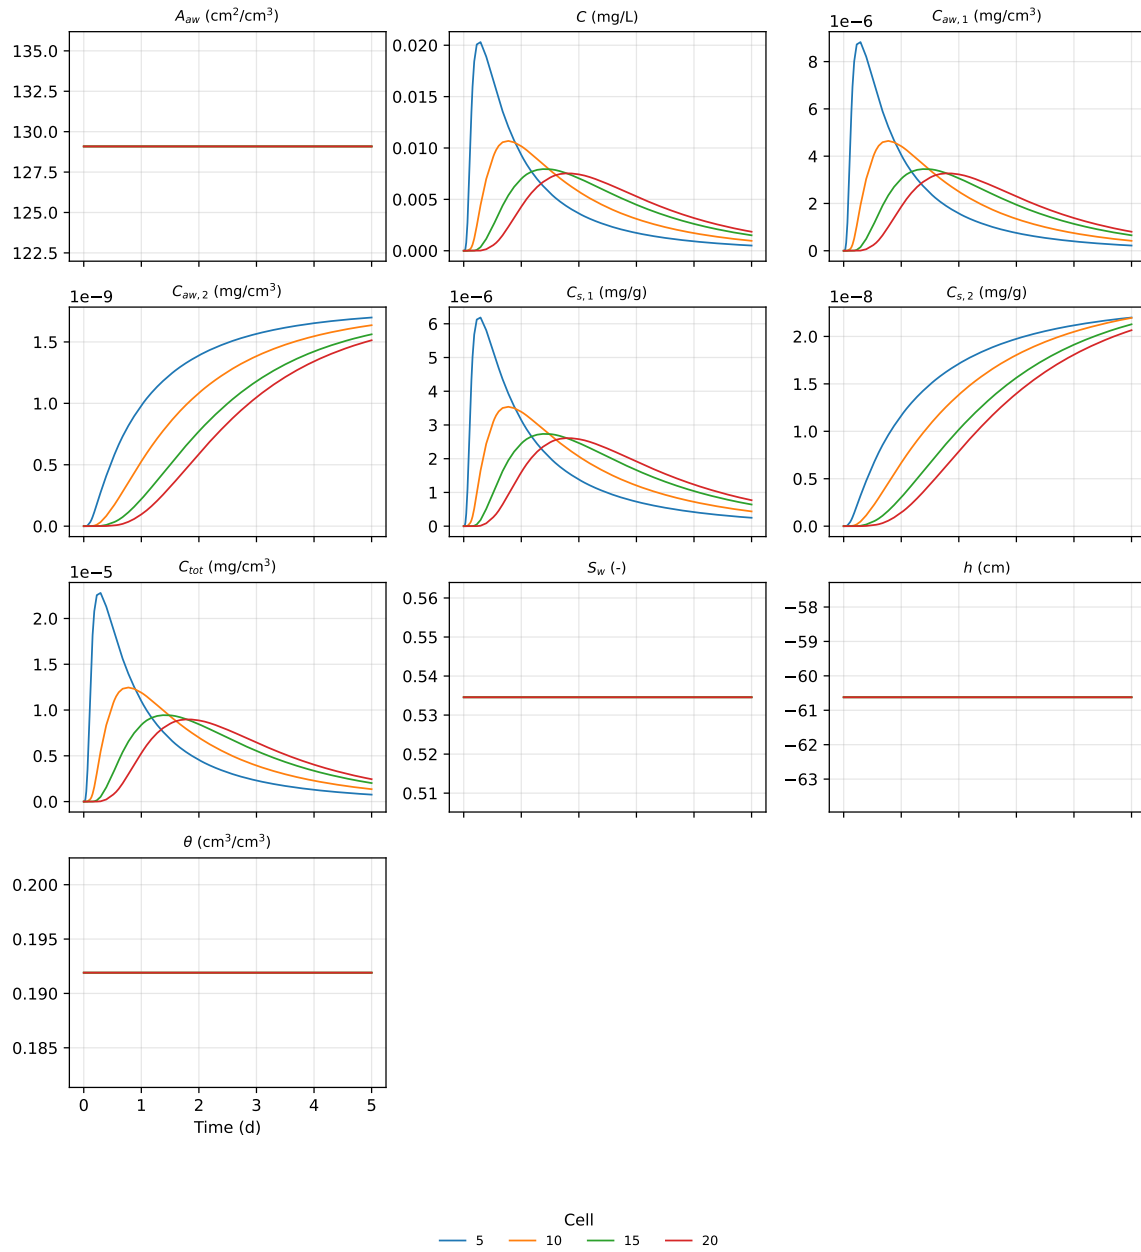 A_aw (cm²/cm³)
135.0
132.5
130.0
127.5
125.0
122.5
C (mg/L)
0.020
0.015
0.010
0.005
0.000
C_aw,1 (mg/cm³)
1e−6
8
6
4
2
0
C_aw,2 (mg/cm³)
1e−9
1.5
1.0
0.5
0.0
C_s,1 (mg/g)
1e−6
6
5
4
3
2
1
0
C_s,2 (mg/g)
1e−8
2.0
1.5
1.0
0.5
0.0
C_tot (mg/cm³)
1e−5
2.0
1.5
1.0
0.5
0.0
S_w (-)
0.56
0.55
0.54
0.53
0.52
0.51
h (cm)
−58
−59
−60
−61
−62
−63
θ (cm³/cm³)
0.200
0.195
0.190
0.185
0 1 2 3 4 5
Time (d)
Cell
5 10 15 20